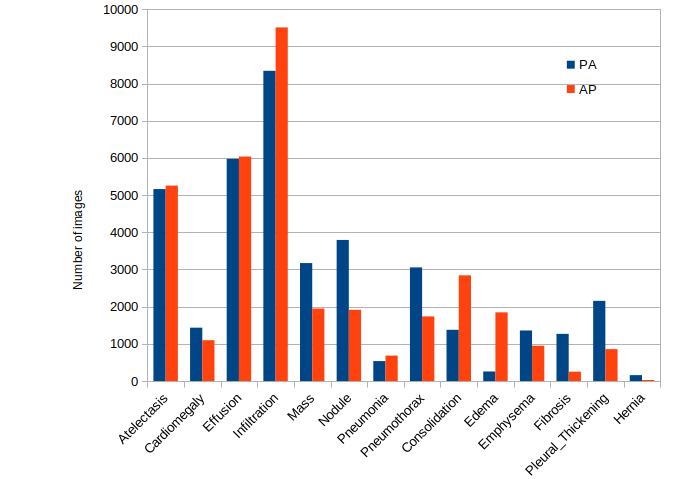 10000
9000
8000
7000
6000
5000
4000
3000
2000
1000
0
Number of images
PA
AP
Atelectasis
Cardiomegaly
Effusion
Infiltration
Mass
Nodule
Pneumonia
Pneumothorax
Consolidation
Edema
Emphysema
Fibrosis
Pleural_Thickening
Hernia